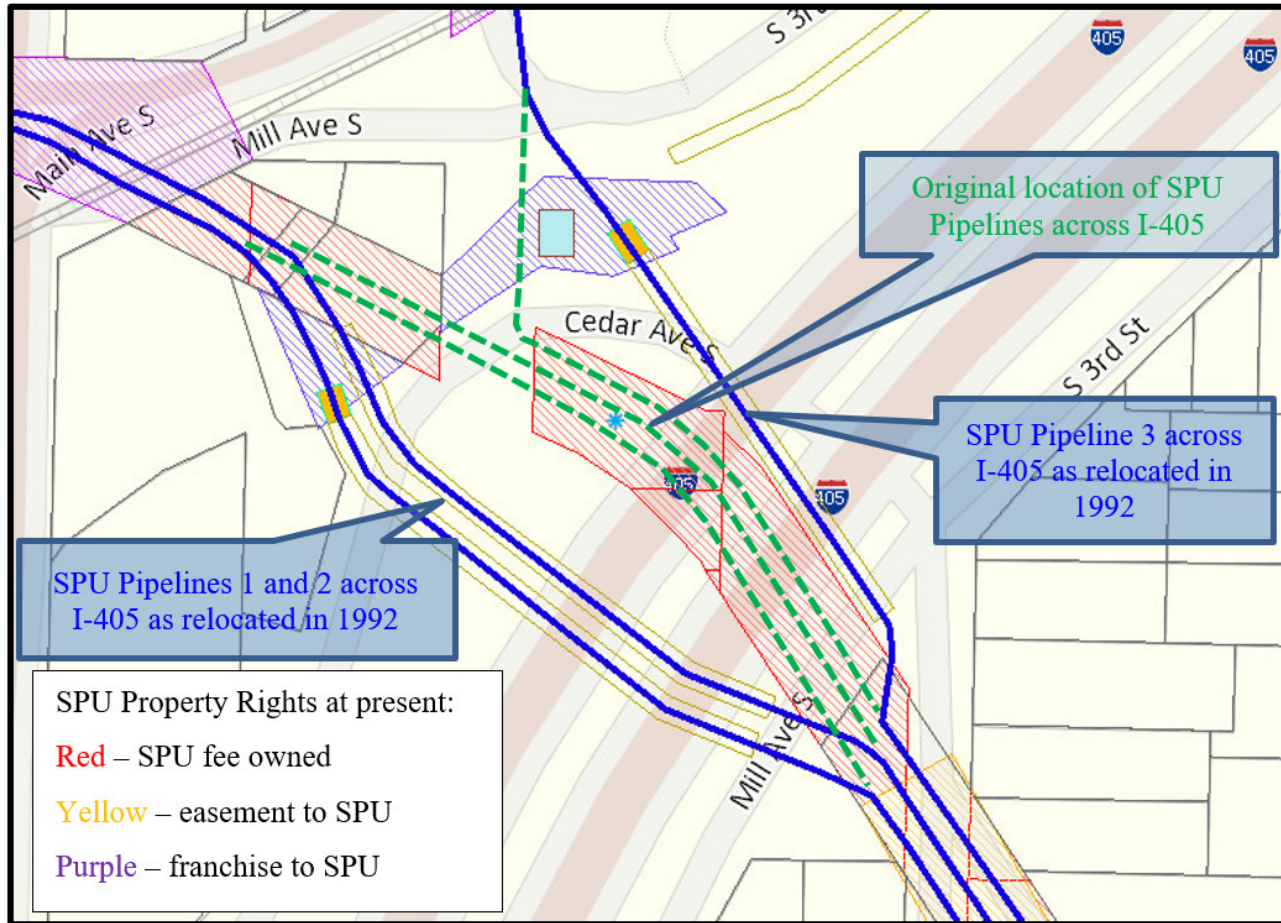 S 3r
405
405
Main Ave S
Mill Ave S
Original location of SPU
Pipelines across I-405
Cedar Ave S
S 3rd St
405
405
SPU Pipeline 3 across
I-405 as relocated in
1992
SPU Pipelines 1 and 2 across
I-405 as relocated in 1992
Mill Ave S
SPU Property Rights at present:
Red – SPU fee owned
Yellow – easement to SPU
Purple – franchise to SPU